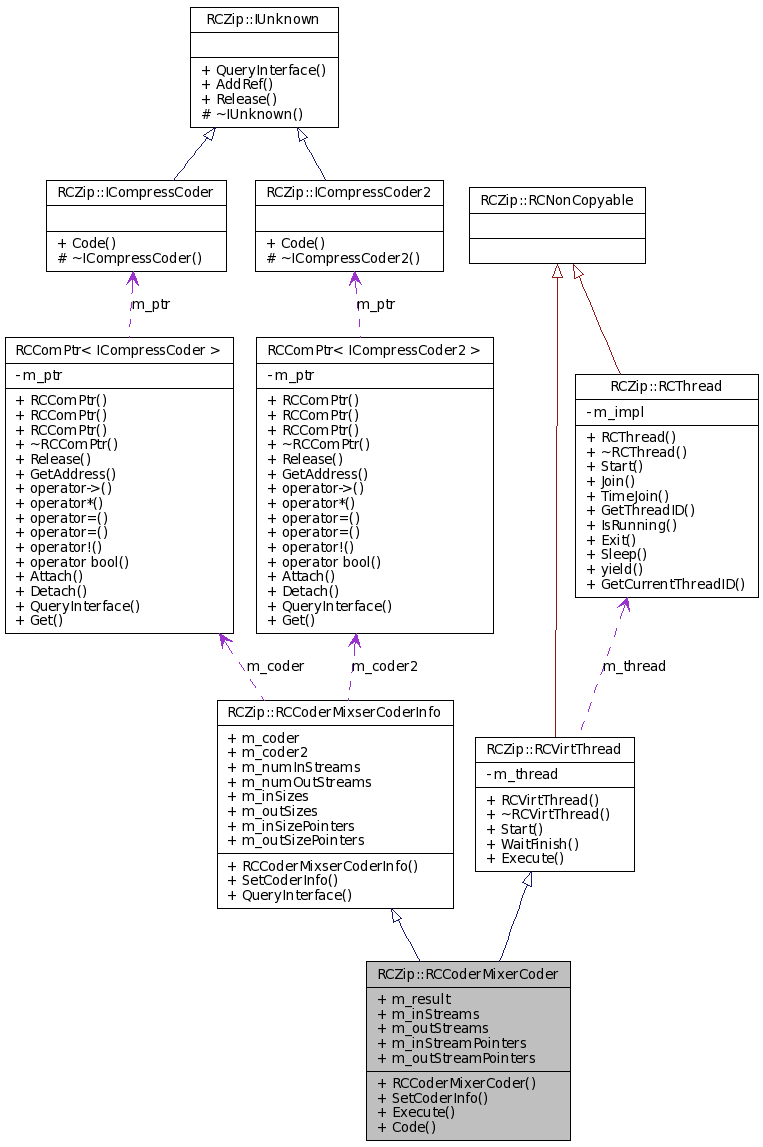 RCZip::IUnknown
+ QueryInterface()
+ AddRef()
+ Release()
# ~IUnknown()
RCZip::ICompressCoder
+ Code()
# ~ICompressCoder()
RCZip::ICompressCoder2
+ Code()
# ~ICompressCoder2()
RCZip::RCNonCopyable
m_ptr
m_ptr
RCComPtr< ICompressCoder >
- m_ptr
+ RCComPtr()
+ RCComPtr()
+ RCComPtr()
+ ~RCComPtr()
+ Release()
+ GetAddress()
+ operator->()
+ operator*()
+ operator=()
+ operator=()
+ operator!()
+ operator bool()
+ Attach()
+ Detach()
+ QueryInterface()
+ Get()
RCComPtr< ICompressCoder2 >
- m_ptr
+ RCComPtr()
+ RCComPtr()
+ RCComPtr()
+ ~RCComPtr()
+ Release()
+ GetAddress()
+ operator->()
+ operator*()
+ operator=()
+ operator=()
+ operator!()
+ operator bool()
+ Attach()
+ Detach()
+ QueryInterface()
+ Get()
RCZip::RCThread
- m_impl
+ RCThread()
+ ~RCThread()
+ Start()
+ Join()
+ TimeJoin()
+ GetThreadID()
+ IsRunning()
+ Exit()
+ Sleep()
+ yield()
+ GetCurrentThreadID()
m_coder
m_coder2
m_thread
RCZip::RCCoderMixserCoderInfo
+ m_coder
+ m_coder2
+ m_numInStreams
+ m_numOutStreams
+ m_inSizes
+ m_outSizes
+ m_inSizePointers
+ m_outSizePointers
+ RCCoderMixserCoderInfo()
+ SetCoderInfo()
+ QueryInterface()
RCZip::RCVirtThread
- m_thread
+ RCVirtThread()
+ ~RCVirtThread()
+ Start()
+ WaitFinish()
+ Execute()
RCZip::RCCoderMixerCoder
+ m_result
+ m_inStreams
+ m_outStreams
+ m_inStreamPointers
+ m_outStreamPointers
+ RCCoderMixerCoder()
+ SetCoderInfo()
+ Execute()
+ Code()